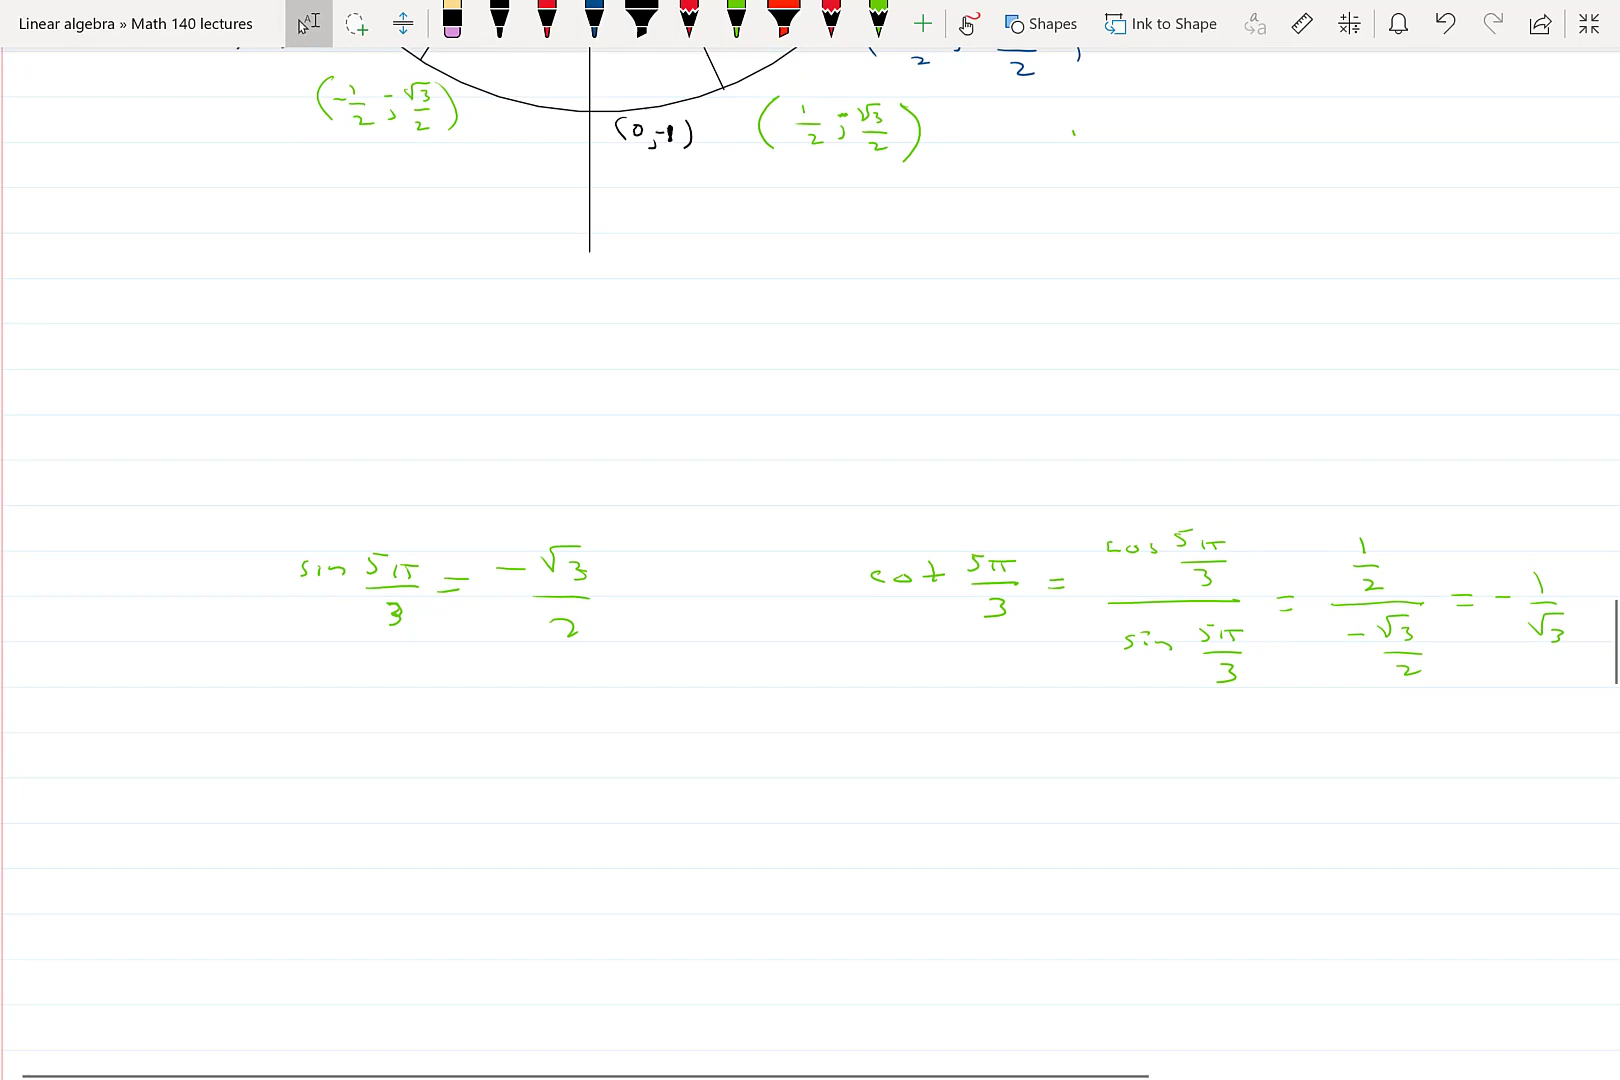 Linear algebra » Math 140 lectures
Shapes
Ink to Shape
(-1/2, -√3/2)
(0,-1)
(1/2, -√3/2)
2
2
sin 5π/3 = -√3/2
cot 5π/3 = cos 5π/3 / sin 5π/3 = 1/2 / -√3/2 = -1/√3